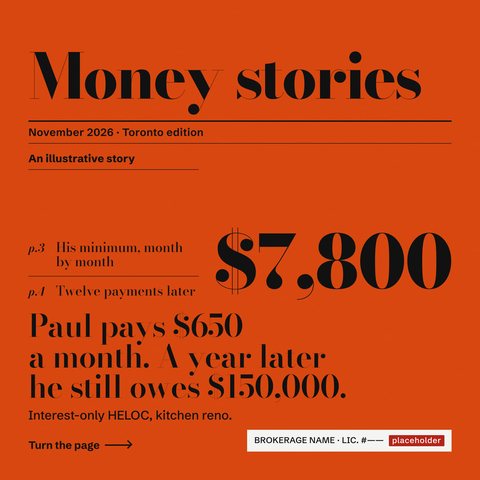 Money stories
November 2026 · Toronto edition
An illustrative story
p.3 His minimum, month
by month
$7,800
p.4 Twelve payments later
Paul pays $650
a month. A year later
he still owes $150,000.
Interest-only HELOC, kitchen reno.
Turn the page
BROKERAGE NAME · LIC. #—— placeholder